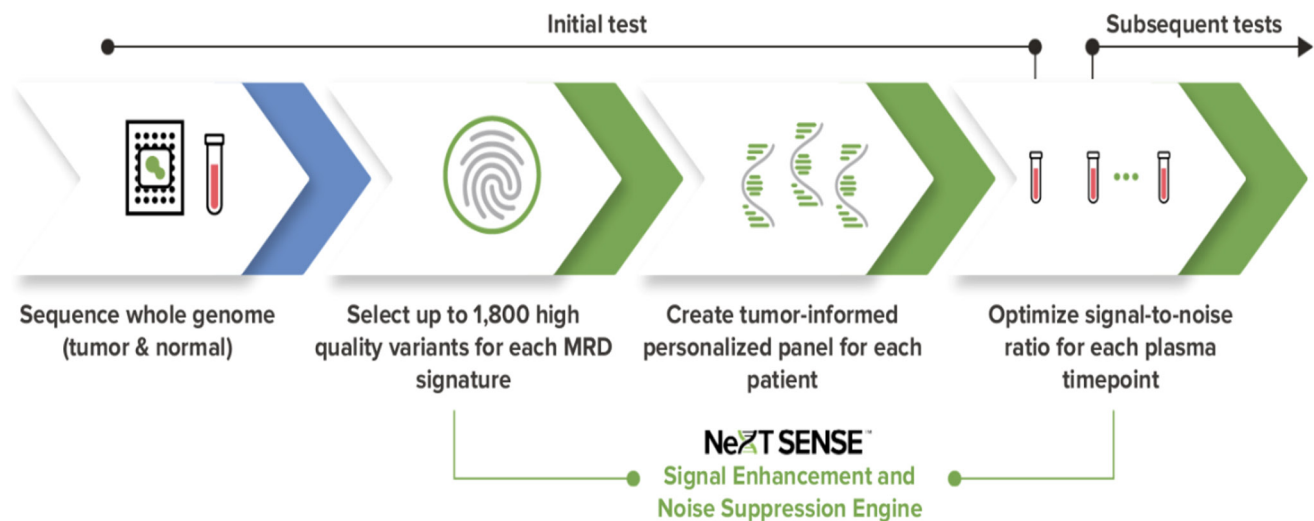 Initial test
Subsequent tests
Sequence whole genome
(tumor & normal)
Select up to 1,800 high
quality variants for each MRD
signature
Create tumor-informed
personalized panel for each
patient
Optimize signal-to-noise
ratio for each plasma
timepoint
NeXT SENSE™
Signal Enhancement and
Noise Suppression Engine